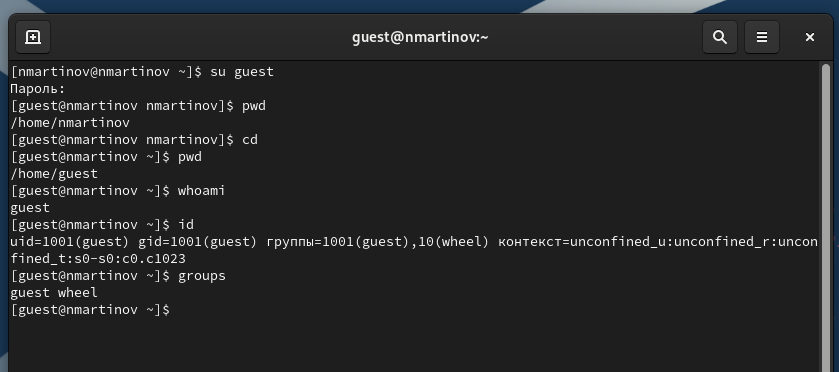 guest@nmartinov:~
[nmartinov@nmartinov ~]$ su guest
Пароль:
[guest@nmartinov nmartinov]$ pwd
/home/nmartinov
[guest@nmartinov nmartinov]$ cd
[guest@nmartinov ~]$ pwd
/home/guest
[guest@nmartinov ~]$ whoami
guest
[guest@nmartinov ~]$ id
uid=1001(guest) gid=1001(guest) группы=1001(guest),10(wheel) контекст=unconfined_u:unconfined_r:uncon
fined_t:s0-s0:c0.c1023
[guest@nmartinov ~]$ groups
guest wheel
[guest@nmartinov ~]$